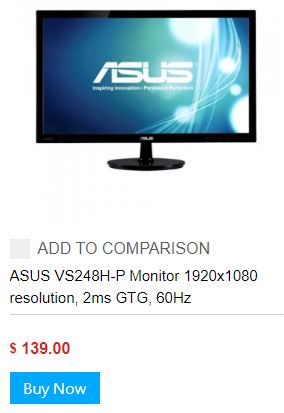 ASUS
Inspiring Innovation • Persistent Perfection
ASUS
ADD TO COMPARISON
ASUS VS248H-P Monitor 1920x1080
resolution, 2ms GTG, 60Hz
$ 139.00
Buy Now